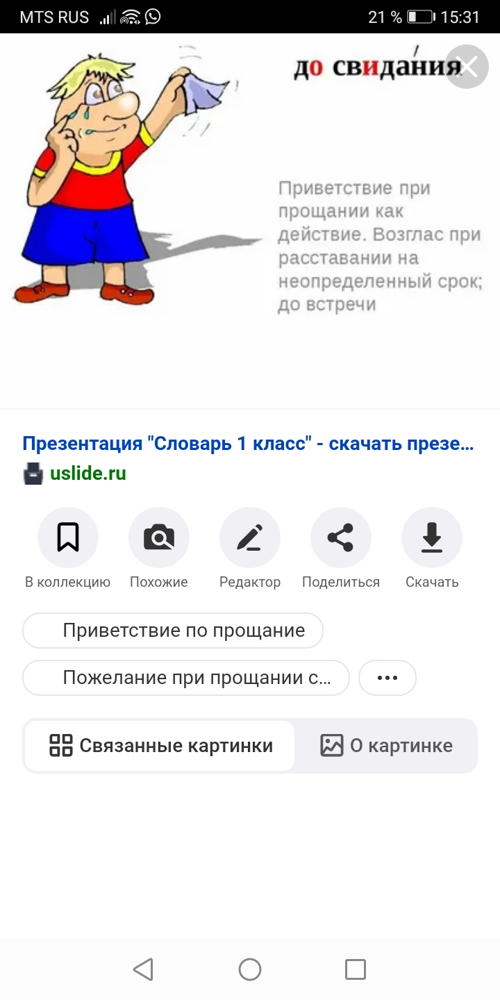 MTS RUS 21 % 15:31
до свидания
Приветствие при
прощании как
действие. Возглас при
расставании на
неопределенный срок;
до встречи
Презентация "Словарь 1 класс" - скачать презе...
uslide.ru
В коллекцию Похожие Редактор Поделиться Скачать
Приветствие по прощание
Пожелание при прощании с...
Связанные картинки О картинке